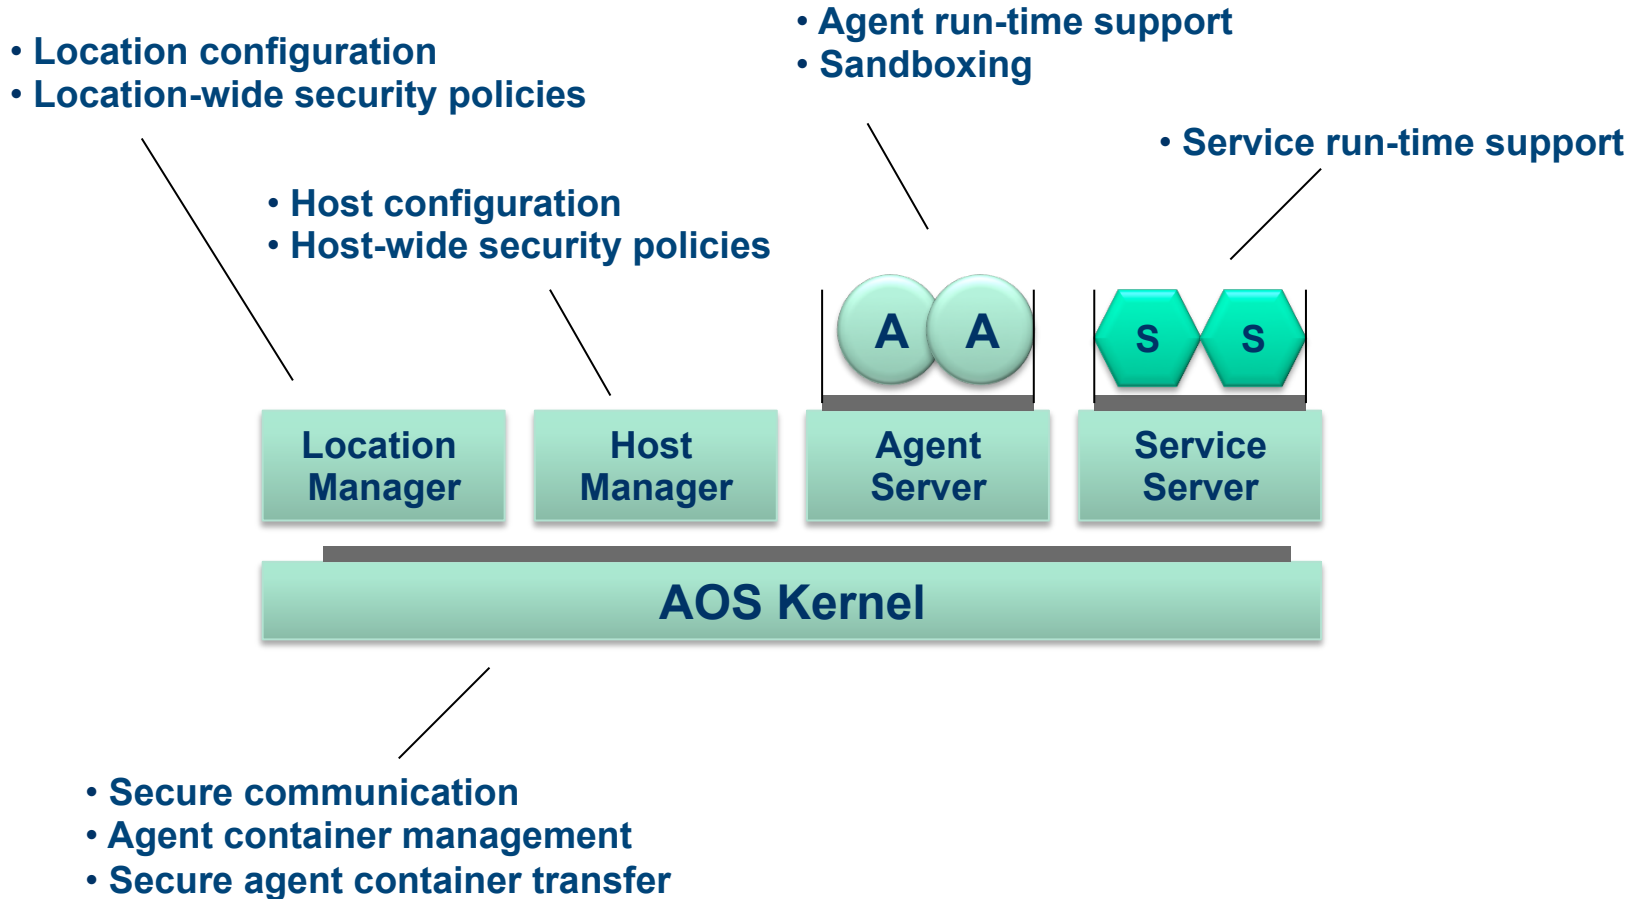 • Location configuration
• Location-wide security policies
• Agent run-time support
• Sandboxing
• Service run-time support
• Host configuration
• Host-wide security policies
A A
S S
Location
Manager
Host
Manager
Agent
Server
Service
Server
AOS Kernel
• Secure communication
• Agent container management
• Secure agent container transfer